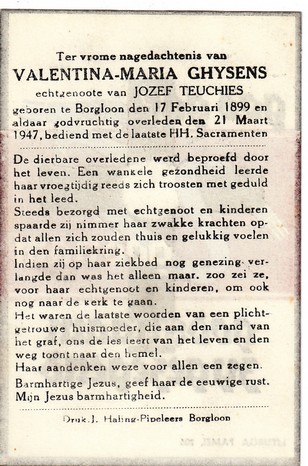 Ter vrome nagedachtenis van
VALENTINA-MARIA GHYSENS
echtgenoote van JOZEF TEUCHIES
geboren te Borgloon den 17 Februari 1899 en
aldaar godvruchtig overleden den 21 Maart
1947, bediend met de laatste HH. Sacramenten
De dierbare overledene werd beproefd door
het leven. Een wankele gezondheid leerde
haar vroegtijdig reeds zich troosten met geduld
in het leed.
Steeds bezorgd met echtgenoot en kinderen
spaarde zij nimmer haar zwakke krachten op-
dat allen zich zouden thuis en gelukkig voelen
in den familiekring.
Indien zij op haar ziekbed nog genezing ver-
langde dan was het alleen maar. zoo zei ze,
voor haar echtgenoot en kinderen, om ook
nog naar de kerk te gaan.
Het waren de laatste woorden van een plicht-
getrouwe huismoeder, die aan den rand van
het graf, ons de les leert van het leven en den
weg toont naar den hemel.
Haar aandenken weze voor allen een zegen.
Barmhartige Jezus, geef haar de eeuwige rust.
Mijn Jezus barmhartigheid.
Druk. J. Haling-Pipeleers Borgloon